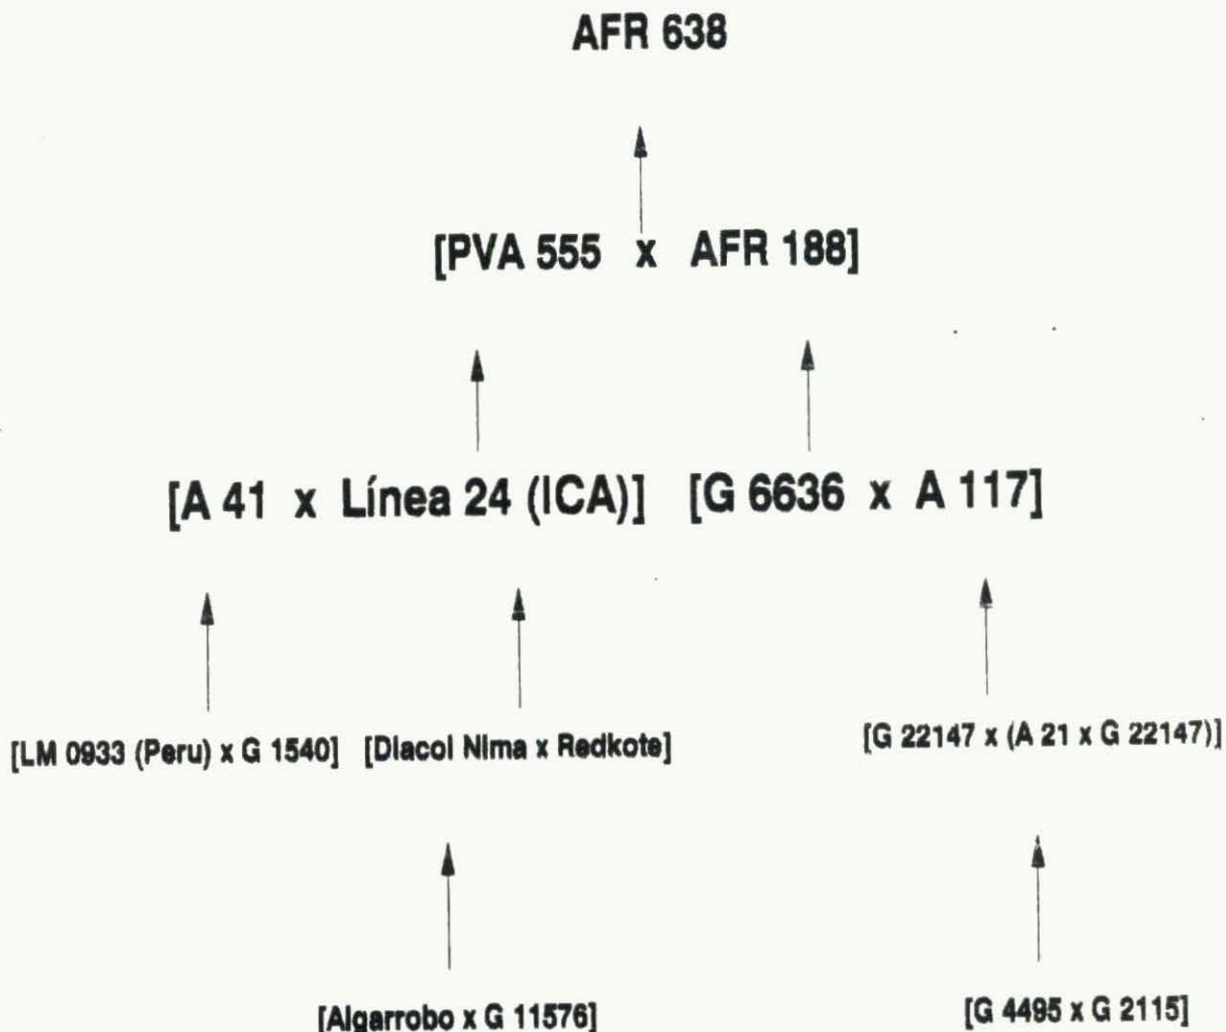 AFR 638
[PVA 555 x AFR 188]
[A 41 x Línea 24 (ICA)] [G 6636 x A 117]
[LM 0933 (Peru) x G 1540] [Diacol Nima x Redkote] [G 22147 x (A 21 x G 22147)]
[Algarrobo x G 11576] [G 4495 x G 2115]